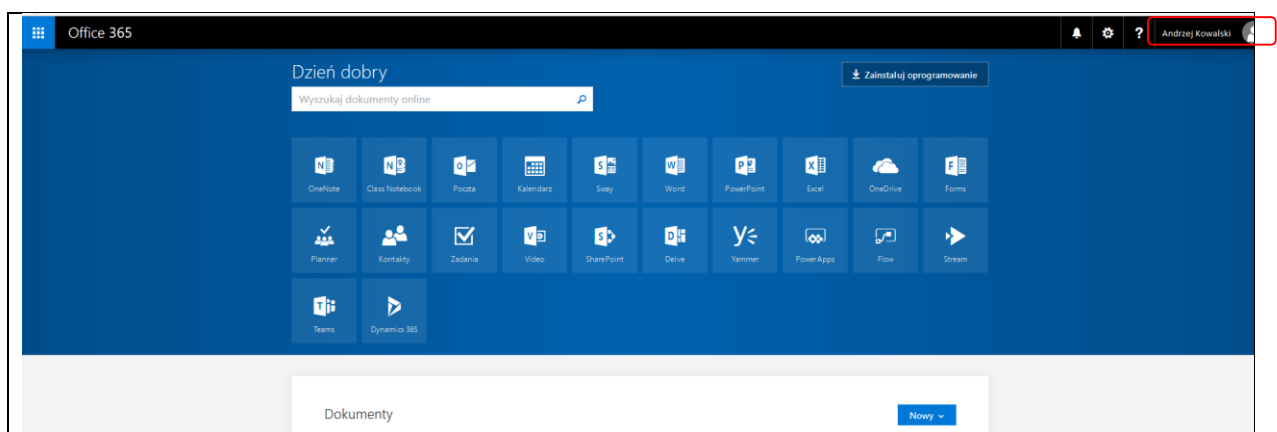 Office 365
? Andrzej Kowalski
Dzień dobry
Zainstaluj oprogramowanie
Wyszukaj dokumenty online
OneNote Class Notebook Poczta Kalendarz Sway Word PowerPoint Excel OneDrive Forms
Planner Kontakty Zadania Video SharePoint Delve Yammer PowerApps Flow Stream
Teams Dynamics 365
Dokumenty
Nowy